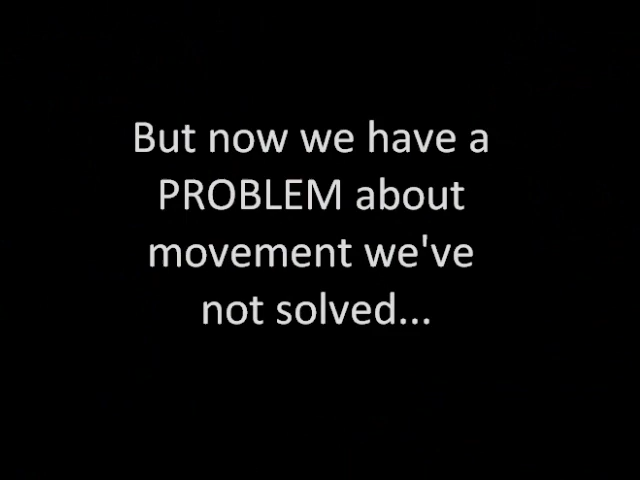 But now we have a
PROBLEM about
movement we've
not solved...